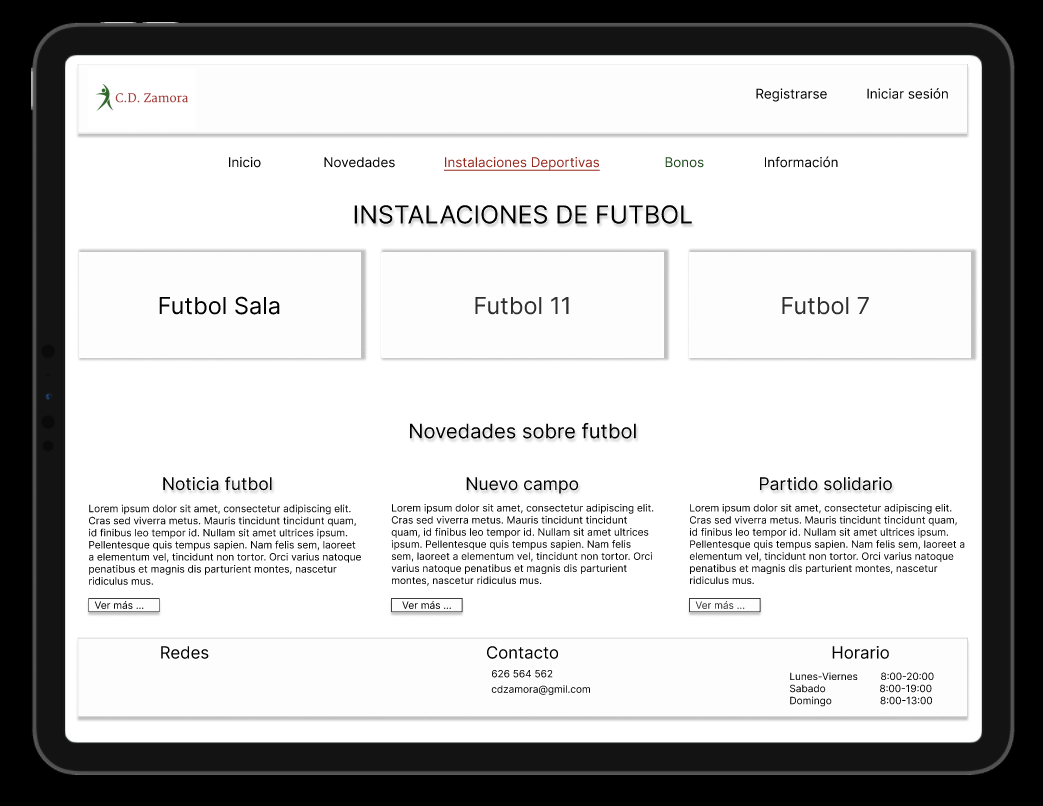 C.D. Zamora
Registrarse
Iniciar sesión
Inicio
Novedades
Instalaciones Deportivas
Bonos
Información
INSTALACIONES DE FUTBOL
Futbol Sala
Futbol 11
Futbol 7
Novedades sobre futbol
Noticia futbol
Lorem ipsum dolor sit amet, consectetur adipiscing elit.
Cras sed viverra metus. Mauris tincidunt tincidunt quam,
id finibus leo tempor id. Nullam sit amet ultrices ipsum.
Pellentesque quis tempus sapien. Nam felis sem, laoreet
a elementum vel, tincidunt non tortor. Orci varius natoque
penatibus et magnis dis parturient montes, nascetur
ridiculus mus.
Ver más ...
Nuevo campo
Lorem ipsum dolor sit amet, consectetur adipiscing elit.
Cras sed viverra metus. Mauris tincidunt tincidunt
quam, id finibus leo tempor id. Nullam sit amet ultrices
ipsum. Pellentesque quis tempus sapien. Nam felis
sem, laoreet a elementum vel, tincidunt non tortor. Orci
varius natoque penatibus et magnis dis parturient
montes, nascetur ridiculus mus.
Ver más ...
Partido solidario
Lorem ipsum dolor sit amet, consectetur adipiscing elit.
Cras sed viverra metus. Mauris tincidunt tincidunt quam,
id finibus leo tempor id. Nullam sit amet ultrices ipsum.
Pellentesque quis tempus sapien. Nam felis sem, laoreet a
elementum vel, tincidunt non tortor. Orci varius natoque
penatibus et magnis dis parturient montes, nascetur
ridiculus mus.
Ver más ...
Redes
Contacto
626 564 562
cdzamora@gmil.com
Horario
Lunes-Viernes 8:00-20:00
Sabado 8:00-19:00
Domingo 8:00-13:00